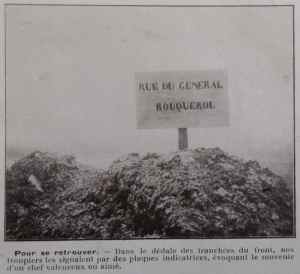 RUE DU GENERAL
ROUQUEROL
Pour se retrouver. — Dans le dédale des tranchées du front, nos
troupiers les signalent par des plaques indicatrices, évoquant le souvenir
d'un chef valeureux ou aimé.